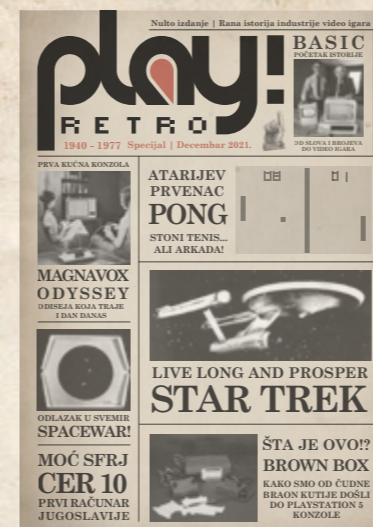 Nulto izdanje | Rana istorija industrije video igara
play!
RETRO
1940 - 1977 Specijal | Decembar 2021.
BASIC
POČETAK ISTORIJE
OD SLOVA I BROJEVA
DO VIDEO IGARA
PRVA KUĆNA KONZOLA
MAGNAVOX
ODYSSEY
ODISEJA KOJA TRAJE
I DAN DANAS
ATARIJEV
PRVENAC
PONG
STONI TENIS...
ALI ARKADA!
LIVE LONG AND PROSPER
STAR TREK
ODLAZAK U SVEMIR
SPACEWAR!
MOĆ SFRJ
CER 10
PRVI RAČUNAR
JUGOSLAVIJE
ŠTA JE OVO!?
BROWN BOX
KAKO SMO OD ČUDNE
BRAON KUTIJE DOŠLI
DO PLAYSTATION 5
KONZOLE